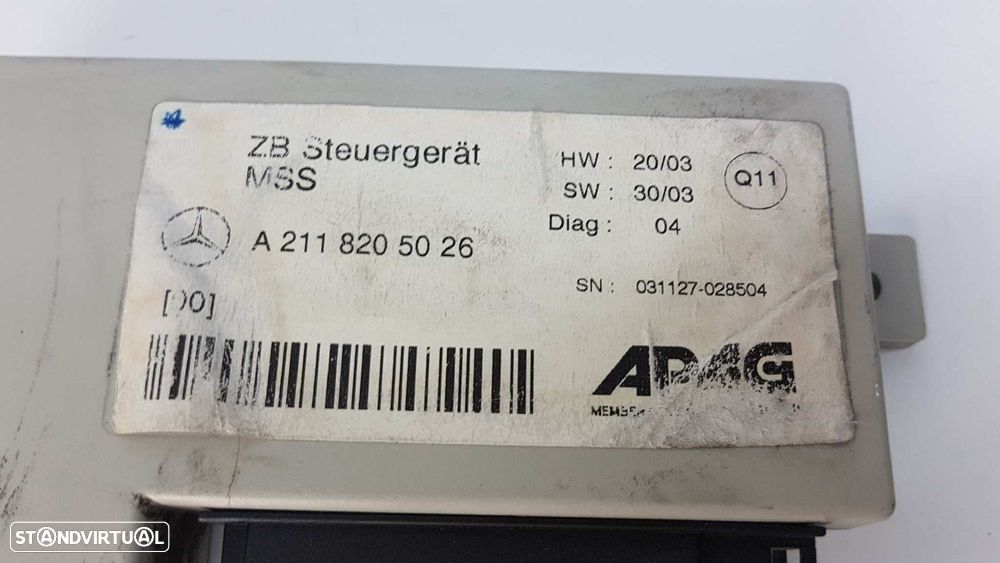 ZB Steuergerät
MSS
A 211 820 50 26
HW : 20/03
SW : 30/03
Diag : 04
Q11
SN : 031127-028504
APAG
STANDVIRTUAL